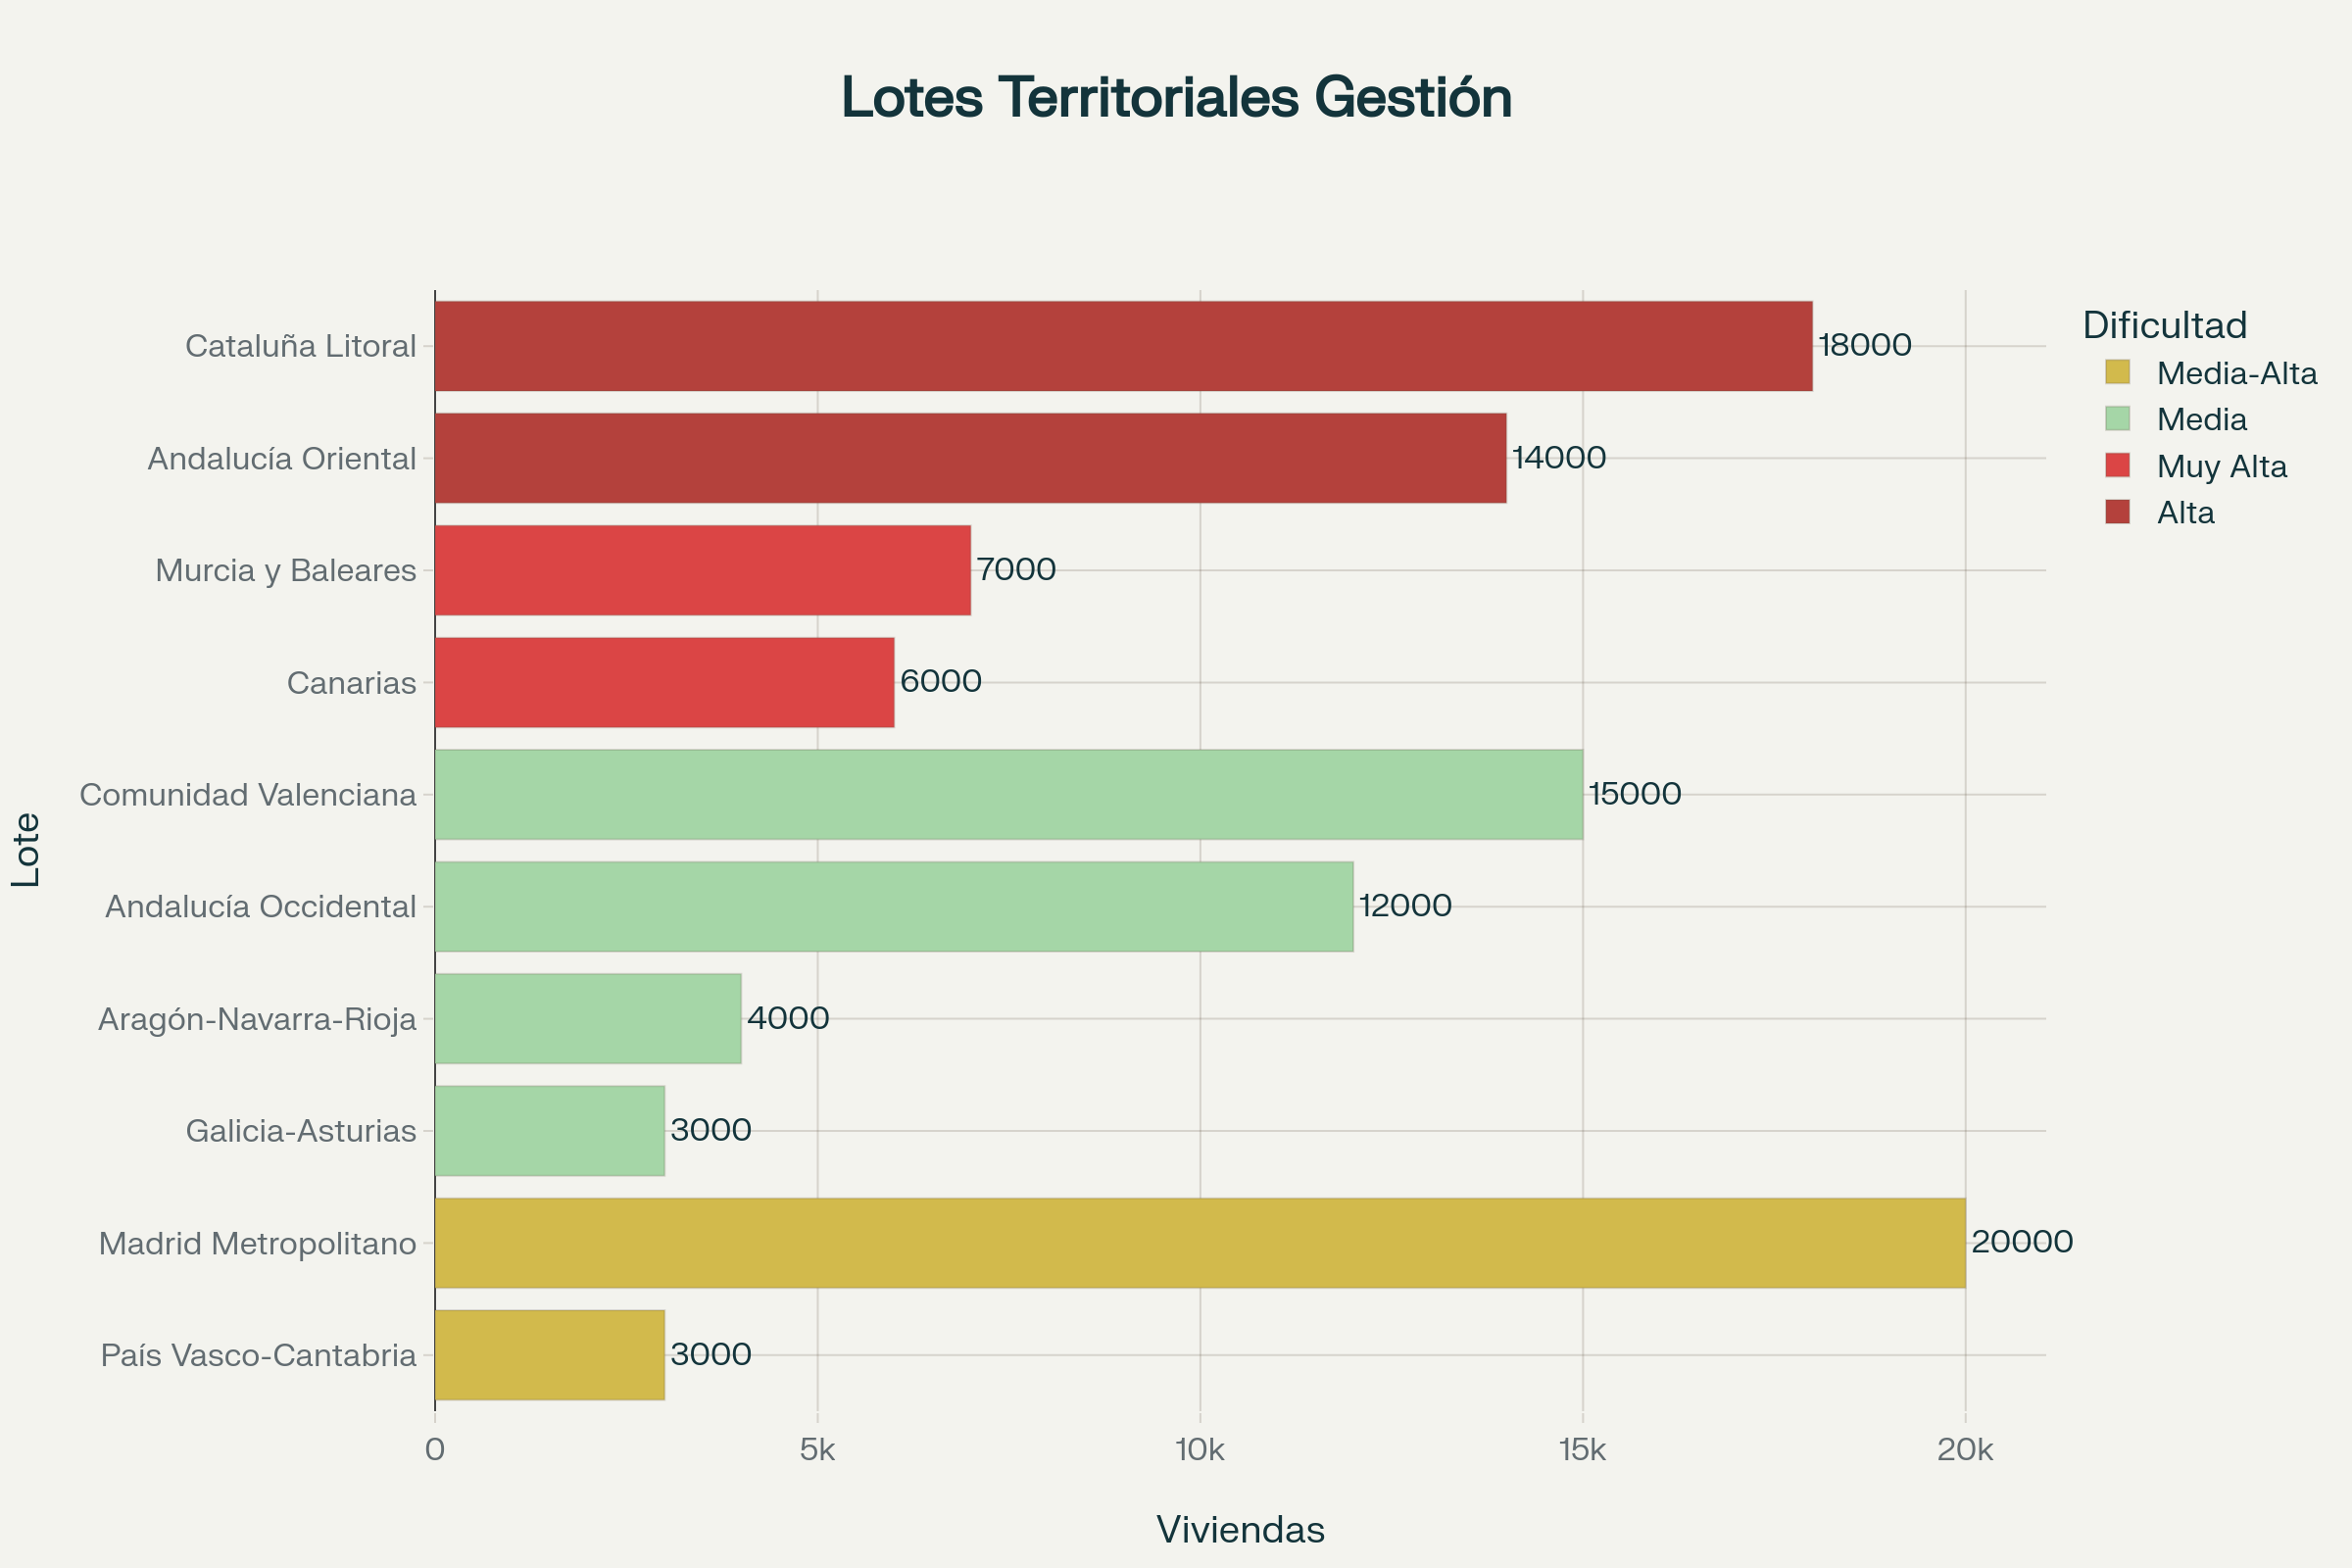 Lotes Territoriales Gestión
Cataluña Litoral
18000
Andalucía Oriental
14000
Murcia y Baleares
7000
Canarias
6000
Comunidad Valenciana
15000
Andalucía Occidental
12000
Aragón-Navarra-Rioja
4000
Galicia-Asturias
3000
Madrid Metropolitano
20000
País Vasco-Cantabria
3000
Lote
0
5k
10k
15k
20k
Viviendas
Dificultad
Media-Alta
Media
Muy Alta
Alta